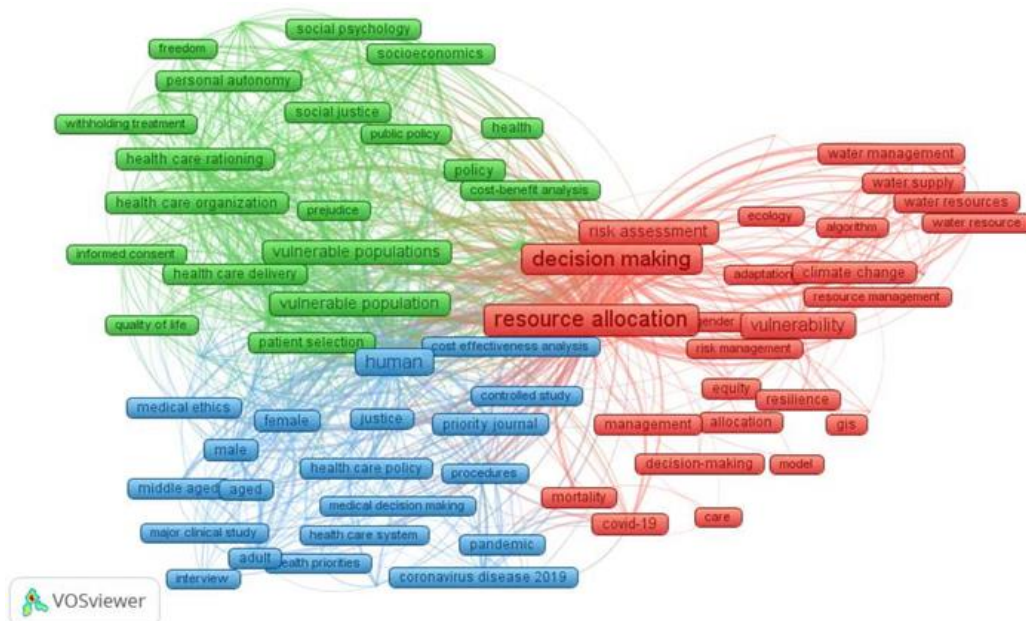 social psychology
freedom
socioeconomics
personal autonomy
social justice
withholding treatment
public policy
health
health care rationing
policy
cost-benefit analysis
health care organization
prejudice
vulnerable populations
informed consent
health care delivery
vulnerable population
quality of life
patient selection
water management
water supply
water resources
water resource
ecology
algorithm
risk assessment
decision making
adaptation
climate change
resource management
resource allocation
gender
vulnerability
risk management
cost effectiveness analysis
human
equity
resilience
controlled study
medical ethics
female
justice
priority journal
management
allocation
gis
male
health care policy
procedures
decision-making
model
middle aged
aged
medical decision making
mortality
covid-19
care
major clinical study
health care system
pandemic
adult
health priorities
interview
coronavirus disease 2019
VOSviewer